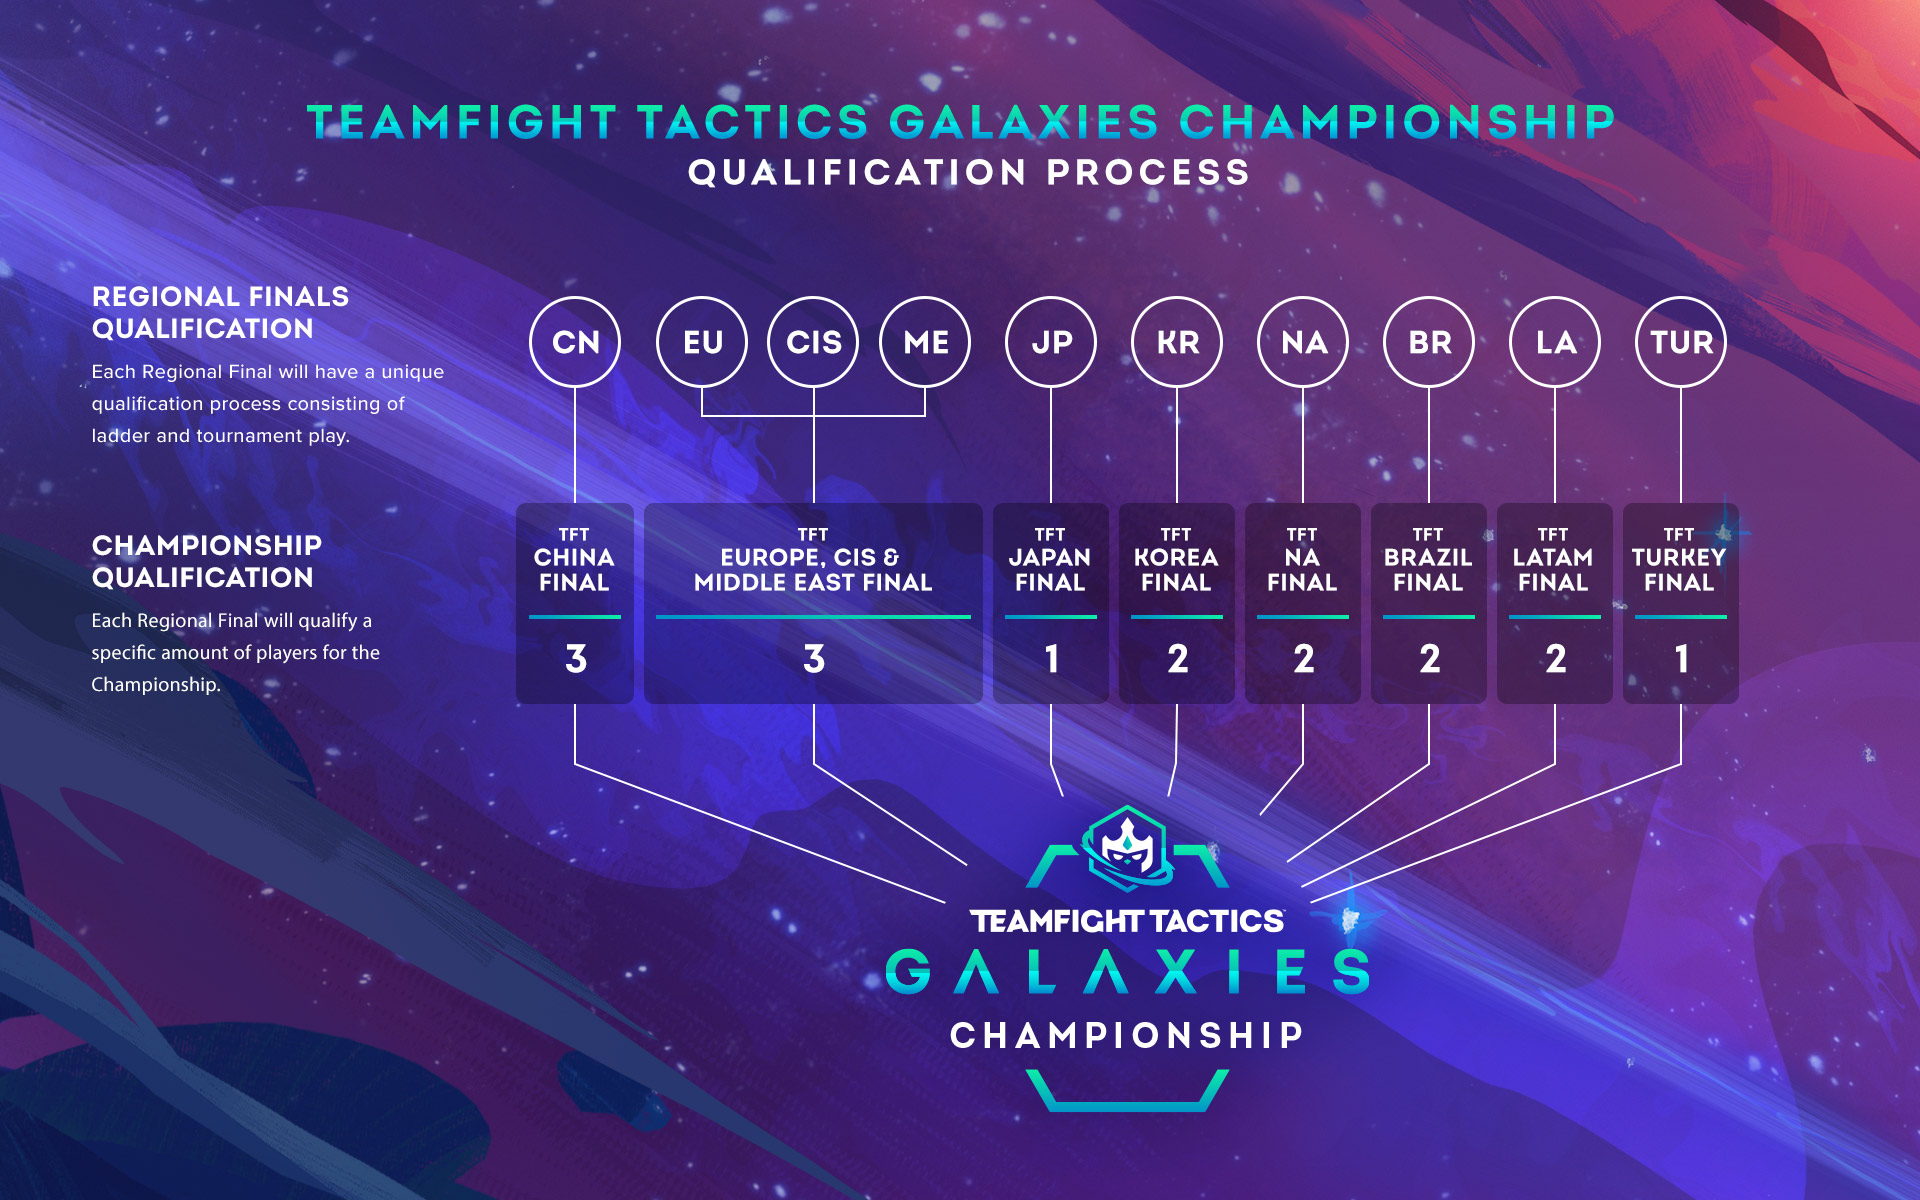 TEAMFIGHT TACTICS GALAXIES CHAMPIONSHIP
QUALIFICATION PROCESS
REGIONAL FINALS
QUALIFICATION
Each Regional Final will have a unique
qualification process consisting of
ladder and tournament play.
CN EU CIS ME JP KR NA BR LA TUR
CHAMPIONSHIP
QUALIFICATION
Each Regional Final will qualify a
specific amount of players for the
Championship.
TFT
CHINA
FINAL
3
TFT
EUROPE, CIS &
MIDDLE EAST FINAL
3
TFT
JAPAN
FINAL
1
TFT
KOREA
FINAL
2
TFT
NA
FINAL
2
TFT
BRAZIL
FINAL
2
TFT
LATAM
FINAL
2
TFT
TURKEY
FINAL
1
TEAMFIGHT TACTICS
GALAXIES
CHAMPIONSHIP